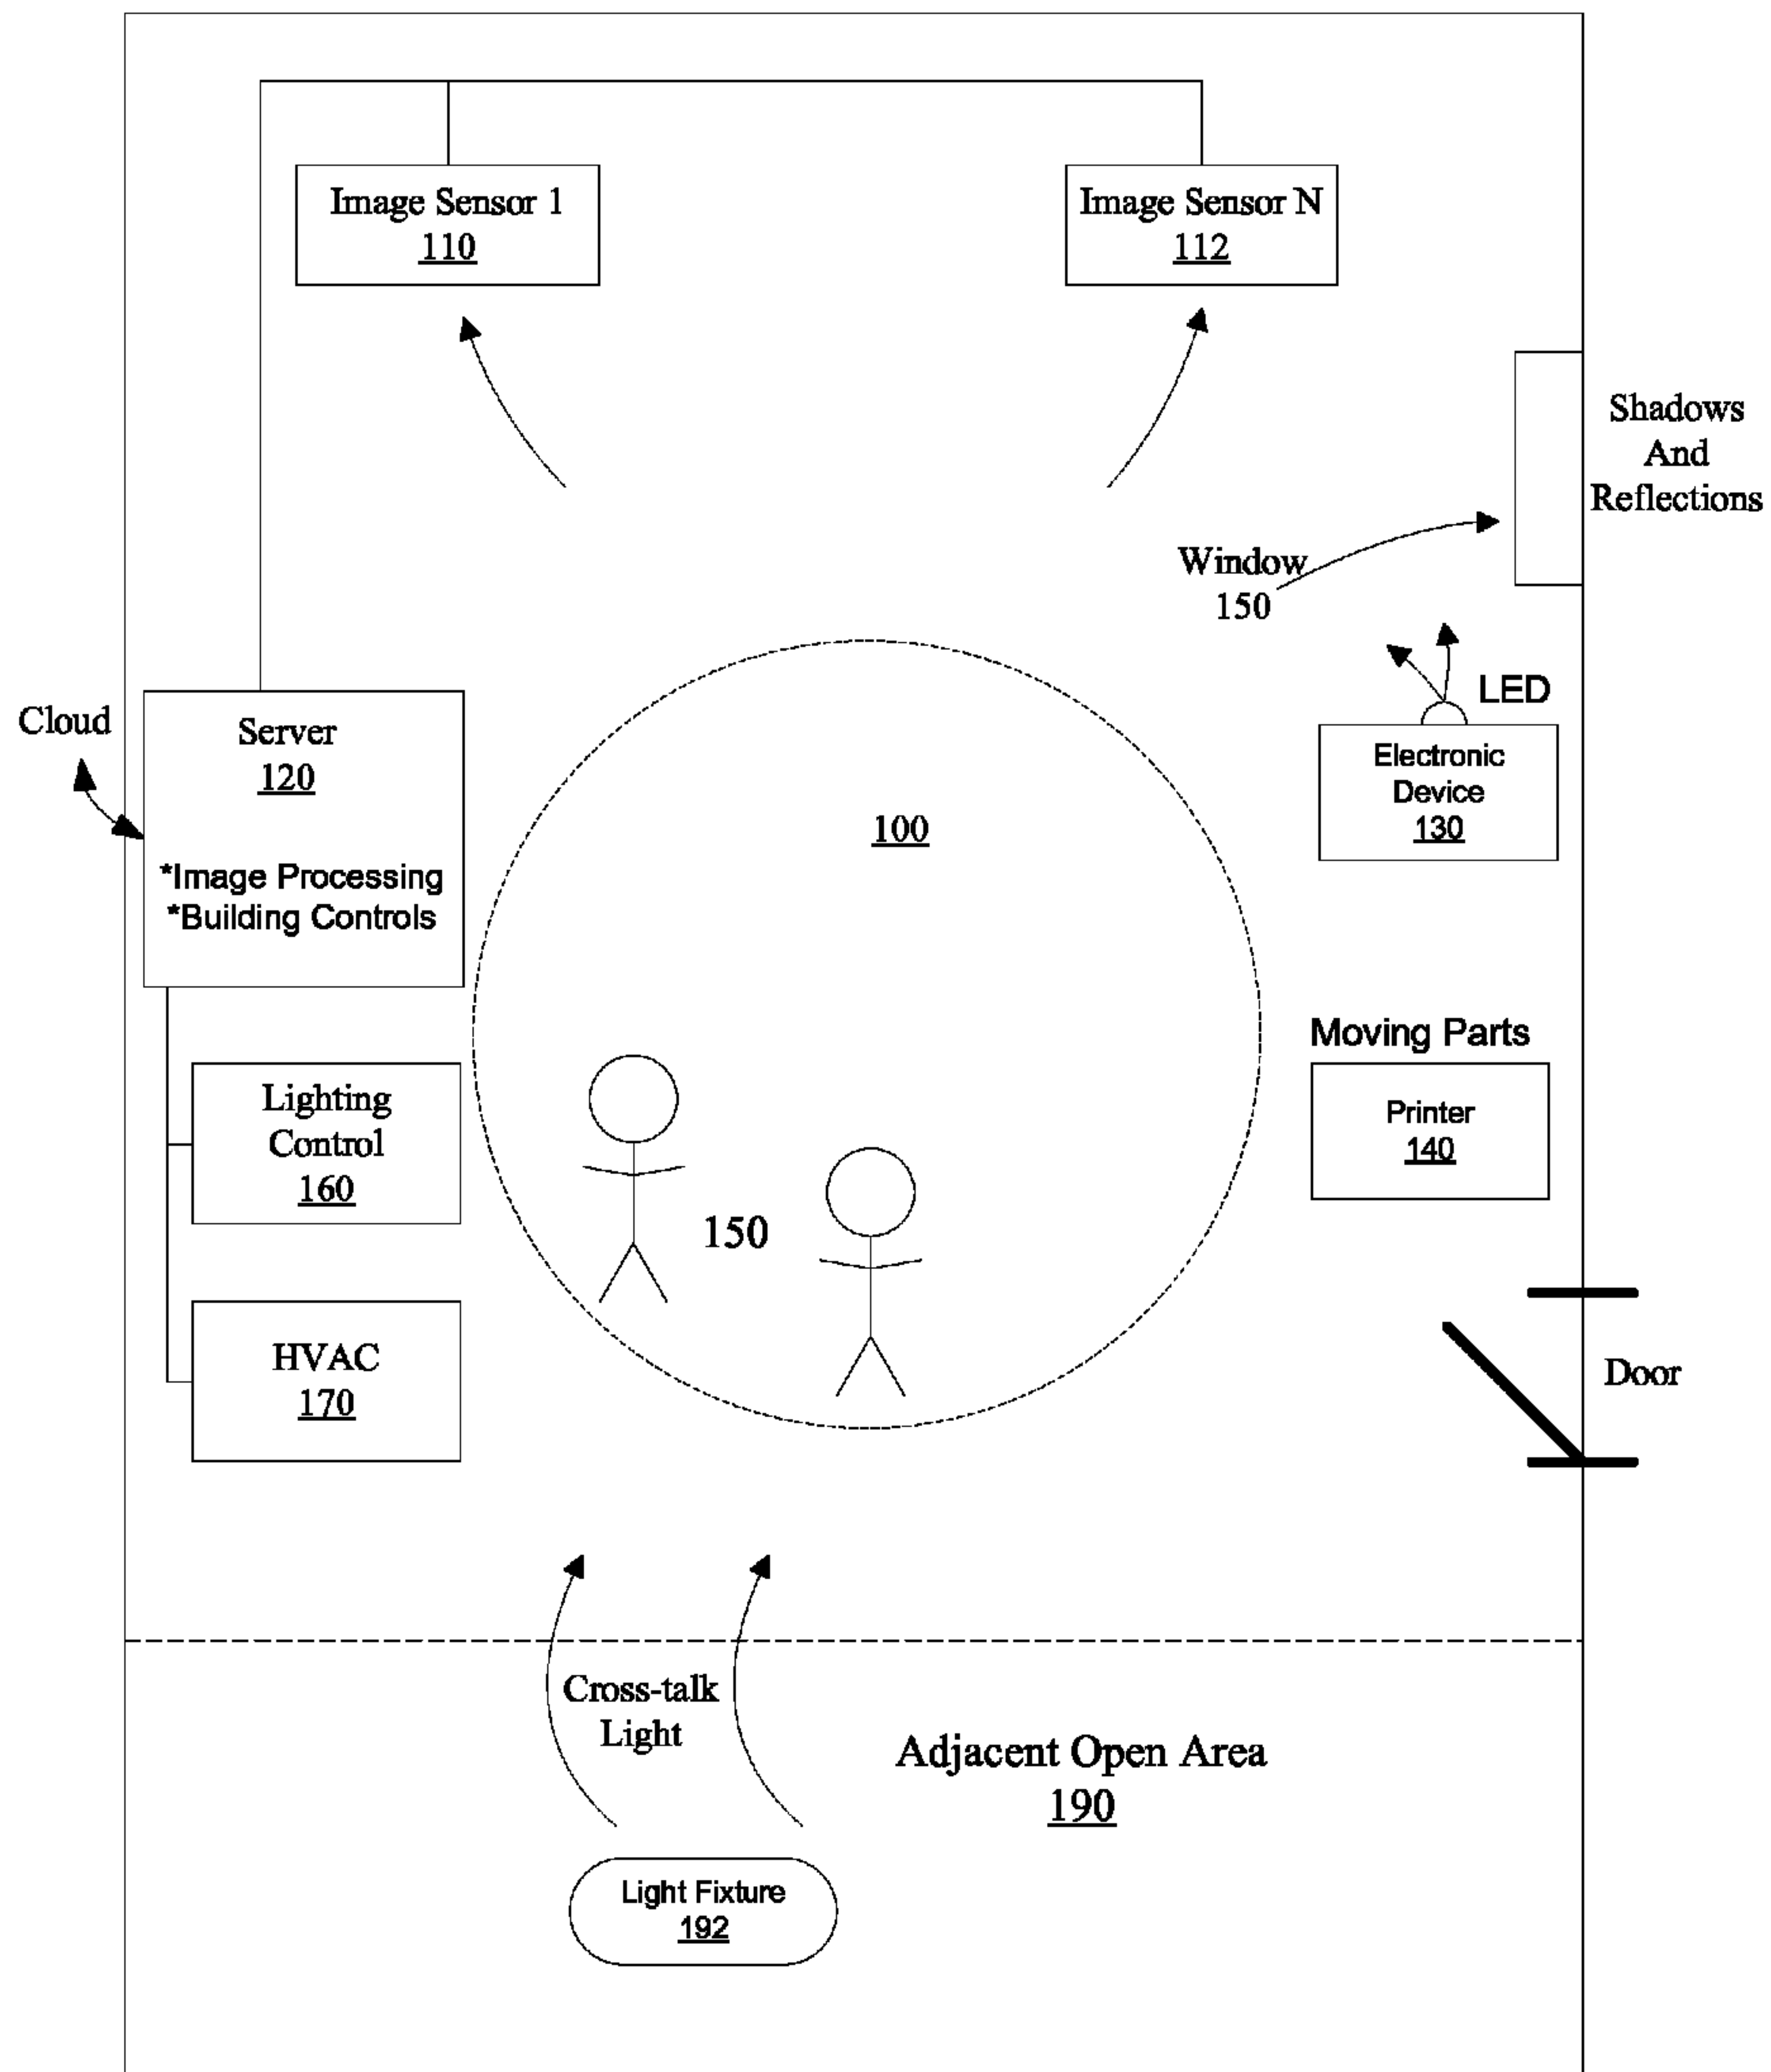 Image Sensor 1
110
Image Sensor N
112
Shadows
And
Reflections
Window
150
LED
Electronic
Device
130
Cloud
Server
120
*Image Processing
*Building Controls
100
Moving Parts
Printer
140
Lighting
Control
160
150
HVAC
170
Door
Cross-talk
Light
Adjacent Open Area
190
Light Fixture
192